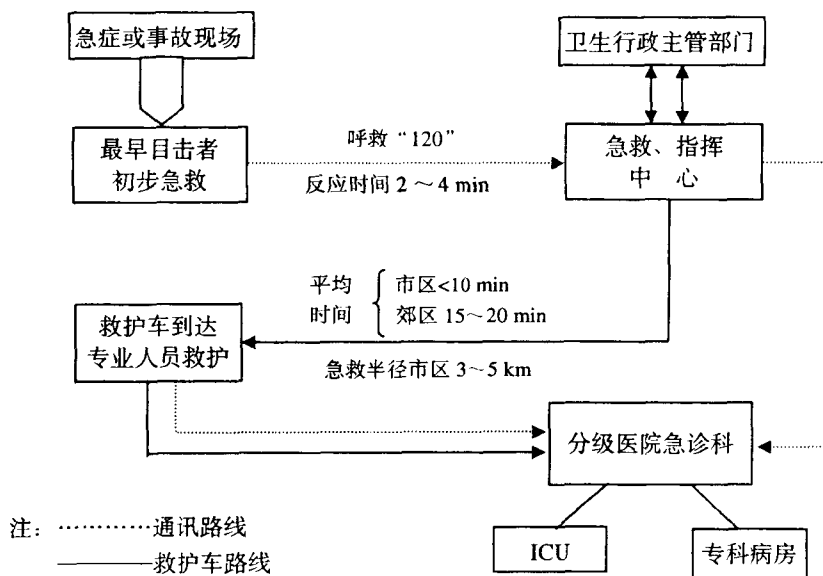 急症或事故现场
卫生行政主管部门
最早目击者
初步急救
呼救“120”
反应时间 2～4 min
急救、指挥
中 心
平均
时间
市区<10 min
郊区 15～20 min
救护车到达
专业人员救护
急救半径市区 3～5 km
分级医院急诊科
ICU
专科病房
注：············通讯路线
————救护车路线